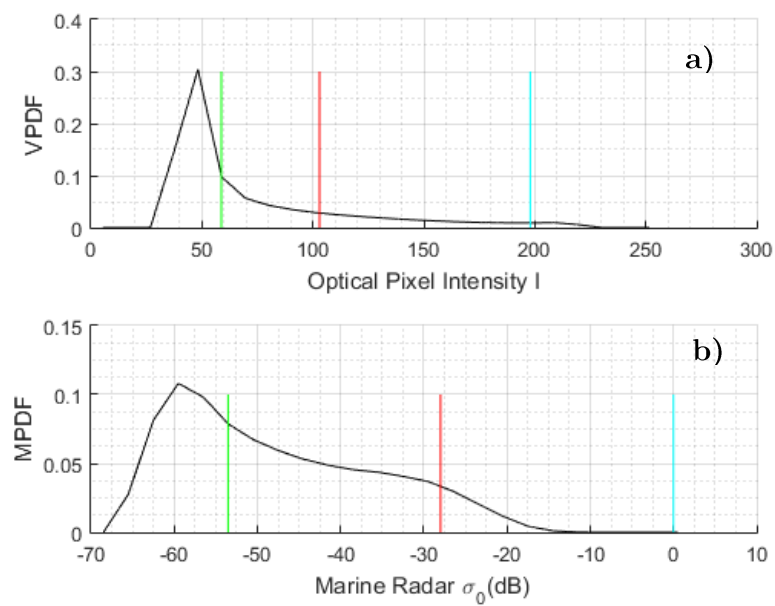 0.4
a)
0.3
VPDF
0.2
0.1
0
0 50 100 150 200 250 300
Optical Pixel Intensity I
0.15
b)
0.1
MPDF
0.05
0
-70 -60 -50 -40 -30 -20 -10 0 10
Marine Radar σ₀(dB)